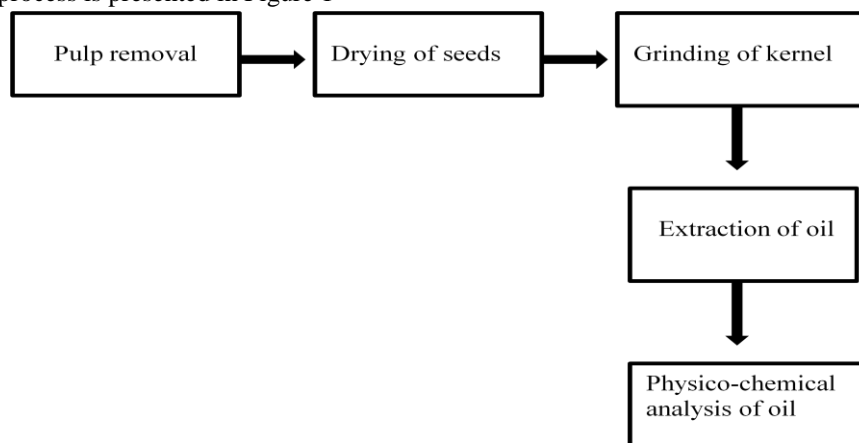 process is presented in Figure 1
Pulp removal
Drying of seeds
Grinding of kernel
Extraction of oil
Physico-chemical
analysis of oil